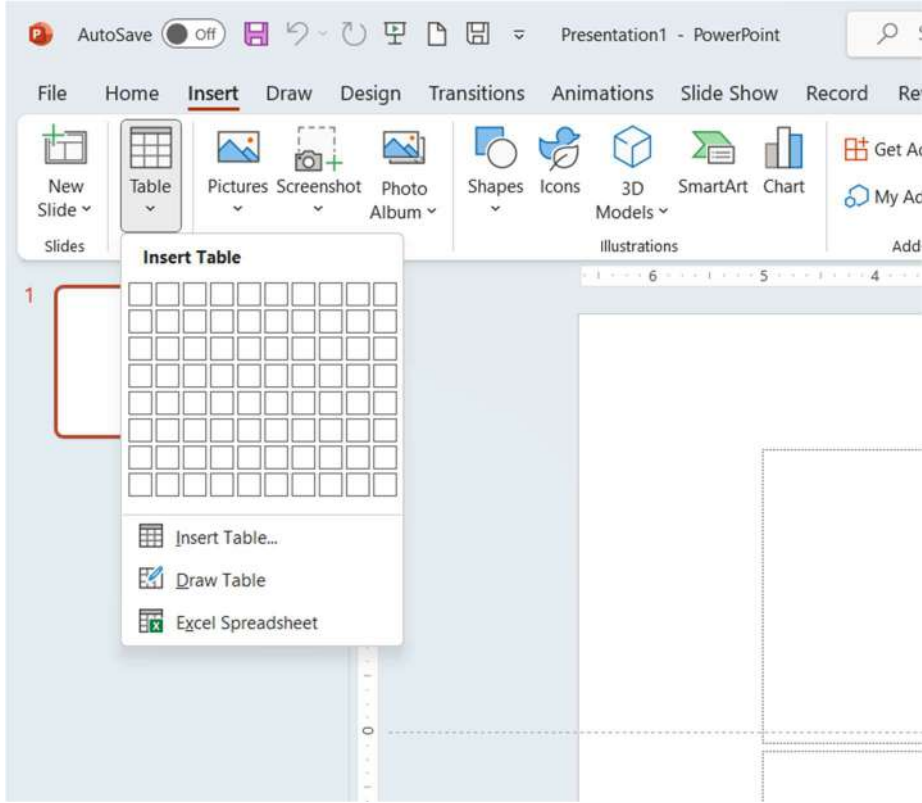 AutoSave Off Presentation1 - PowerPoint
File Home Insert Draw Design Transitions Animations Slide Show Record
New Slide
Table
Pictures
Screenshot
Photo Album
Shapes
Icons
3D Models
SmartArt
Chart
Get
My
Slides
Illustrations
Insert Table
6 5 4
1
Insert Table...
Draw Table
Excel Spreadsheet
1
0